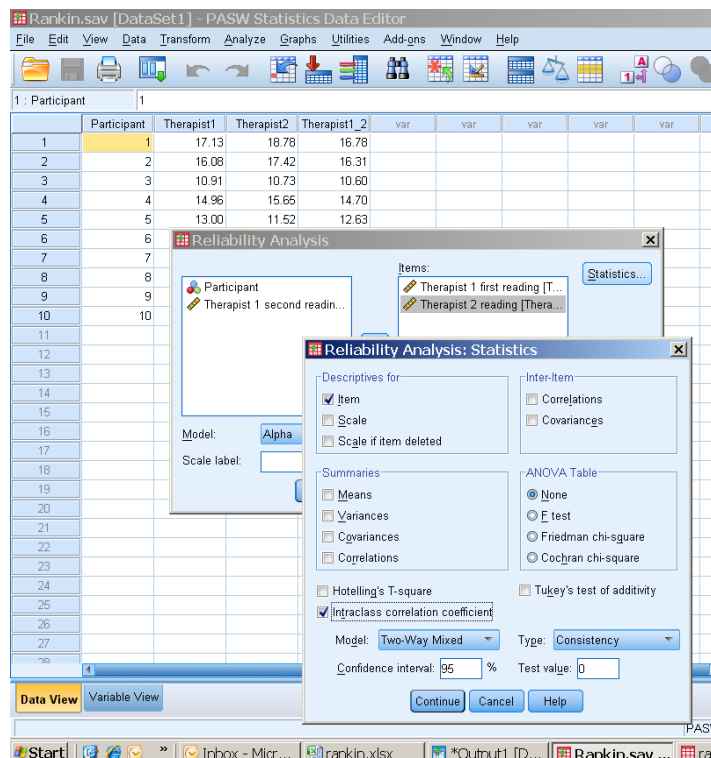 Rankin.sav [DataSet1] - PASW Statistics Data Editor
File Edit View Data Transform Analyze Graphs Utilities Add-ons Window Help
1 : Participant 1
Participant Therapist1 Therapist2 Therapist1_2 var var var var var
1 1 17.13 18.78 16.78
2 2 16.08 17.42 16.31
3 3 10.91 10.73 10.60
4 4 14.96 15.65 14.70
5 5 13.00 11.52 12.63
6 6
7 7
8 8
9 9
10 10
11
12
13
14
15
16
17
18
19
20
21
22
23
24
25
26
27
28
Reliability Analysis
Participant
Therapist 1 second readin...
Items:
Therapist 1 first reading [T...
Therapist 2 reading [Thera...
Statistics...
Model: Alpha
Scale label:
Reliability Analysis: Statistics
Descriptives for
Item
Scale
Scale if item deleted
Inter-Item
Correlations
Covariances
Summaries
Means
Variances
Covariances
Correlations
ANOVA Table
None
F test
Friedman chi-square
Cochran chi-square
Hotelling's T-square
Tukey's test of additivity
Intraclass correlation coefficient
Model: Two-Way Mixed Type: Consistency
Confidence interval: 95 % Test value: 0
Continue Cancel Help
Data View Variable View
PASW
Start » Inbox - Micr... rankin.xlsx *Output1 [D... Rankin.sav ... ra